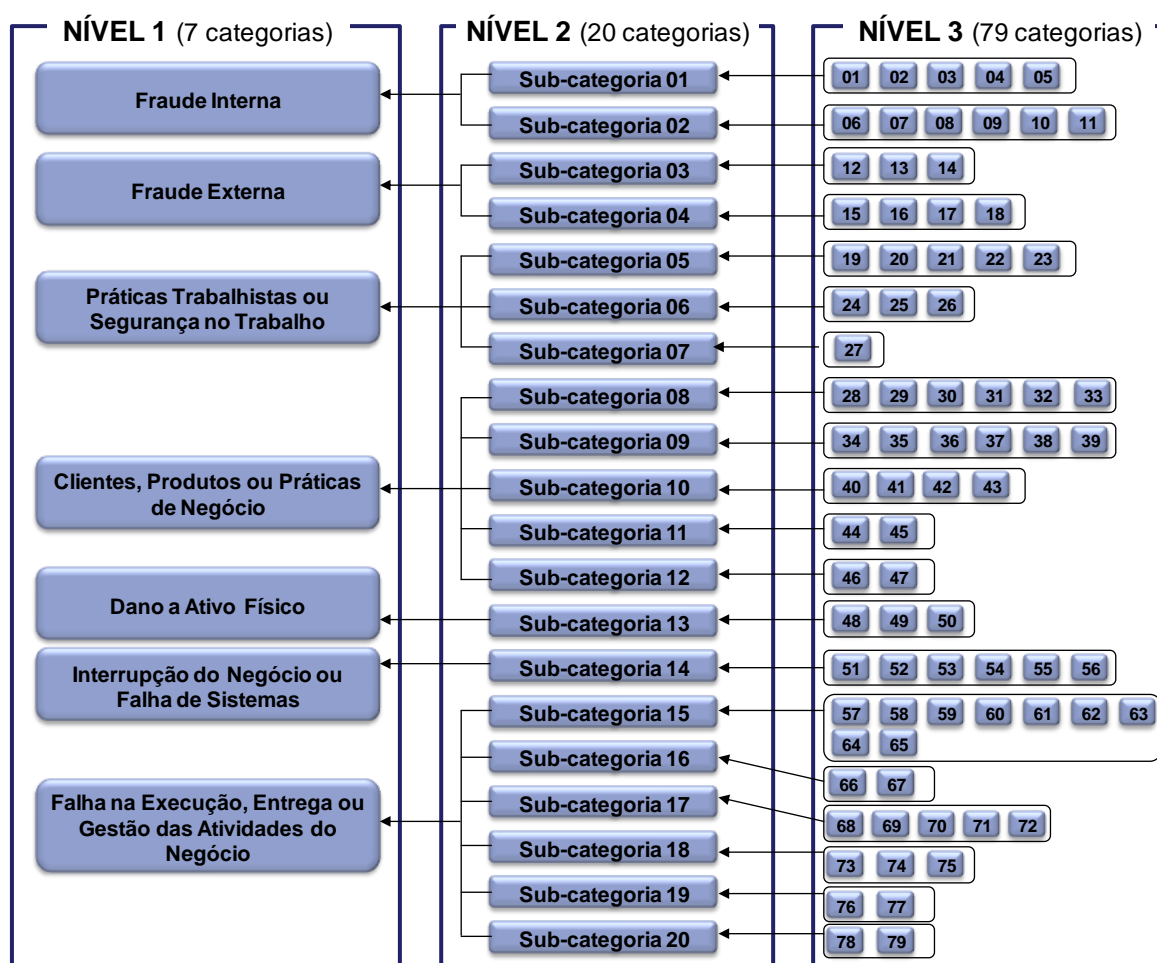 NÍVEL 1 (7 categorias)
Fraude Interna
Fraude Externa
Práticas Trabalhistas ou
Segurança no Trabalho
Clientes, Produtos ou Práticas
de Negócio
Dano a Ativo Físico
Interrupção do Negócio ou
Falha de Sistemas
Falha na Execução, Entrega ou
Gestão das Atividades do
Negócio
NÍVEL 2 (20 categorias)
Sub-categoria 01
Sub-categoria 02
Sub-categoria 03
Sub-categoria 04
Sub-categoria 05
Sub-categoria 06
Sub-categoria 07
Sub-categoria 08
Sub-categoria 09
Sub-categoria 10
Sub-categoria 11
Sub-categoria 12
Sub-categoria 13
Sub-categoria 14
Sub-categoria 15
Sub-categoria 16
Sub-categoria 17
Sub-categoria 18
Sub-categoria 19
Sub-categoria 20
NÍVEL 3 (79 categorias)
01 02 03 04 05
06 07 08 09 10 11
12 13 14
15 16 17 18
19 20 21 22 23
24 25 26
27
28 29 30 31 32 33
34 35 36 37 38 39
40 41 42 43
44 45
46 47
48 49 50
51 52 53 54 55 56
57 58 59 60 61 62 63
64 65
66 67
68 69 70 71 72
73 74 75
76 77
78 79